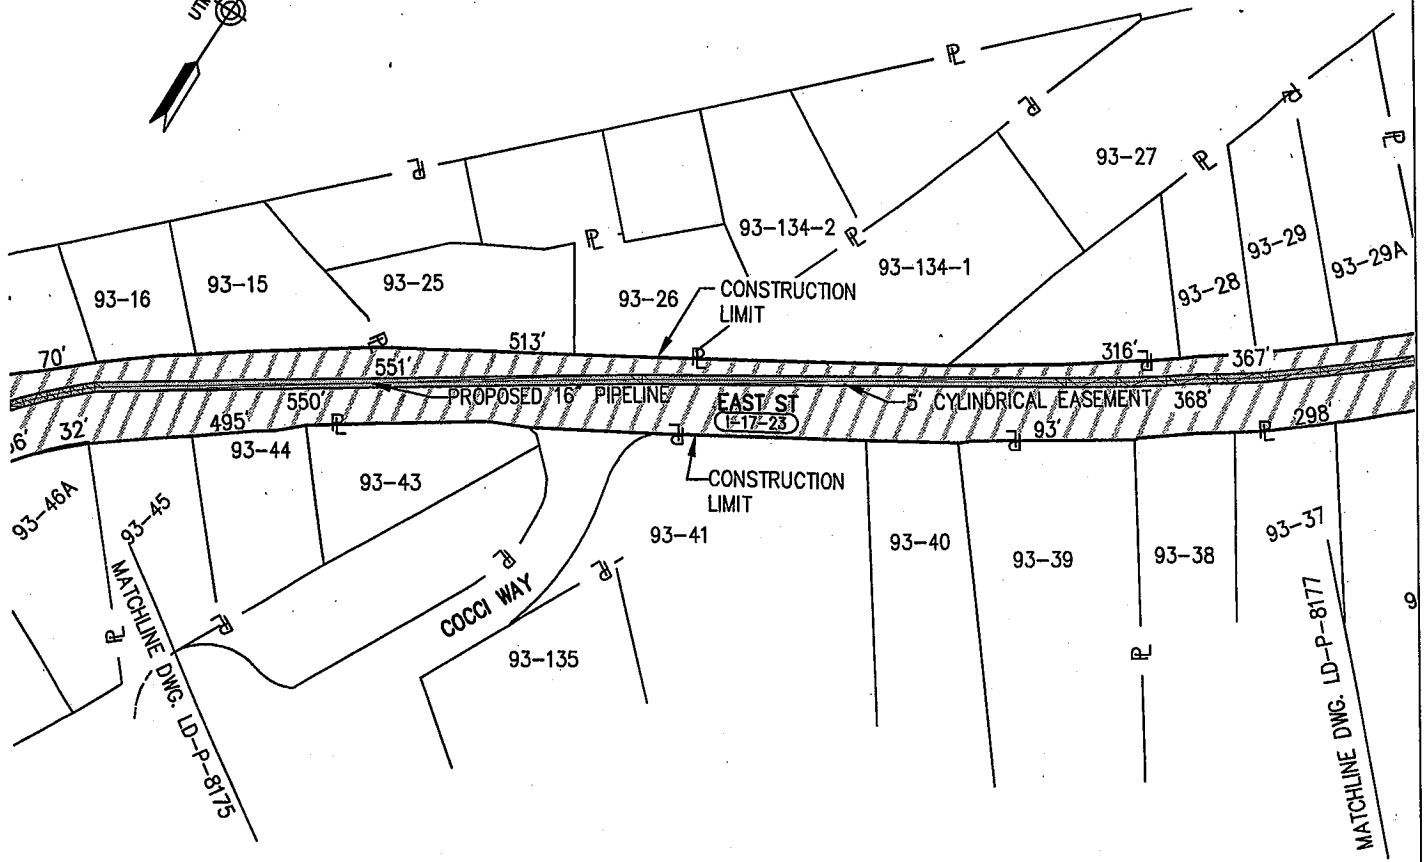 UTM
93-27
93-134-2
93-134-1
93-29
93-29A
93-28
93-16
93-15
93-25
93-26
CONSTRUCTION
LIMIT
70'
551'
513'
316'
367'
PROPOSED 16" PIPELINE
5' CYLINDRICAL EASEMENT
368'
550'
EAST ST
1-17-23
32'
495'
93'
298'
93-44
93-43
CONSTRUCTION
LIMIT
93-46A
93-45
93-41
93-40
93-39
93-38
93-37
COCCI WAY
93-135
MATCHLINE DWG. LD-P-8175
MATCHLINE DWG. LD-P-8177